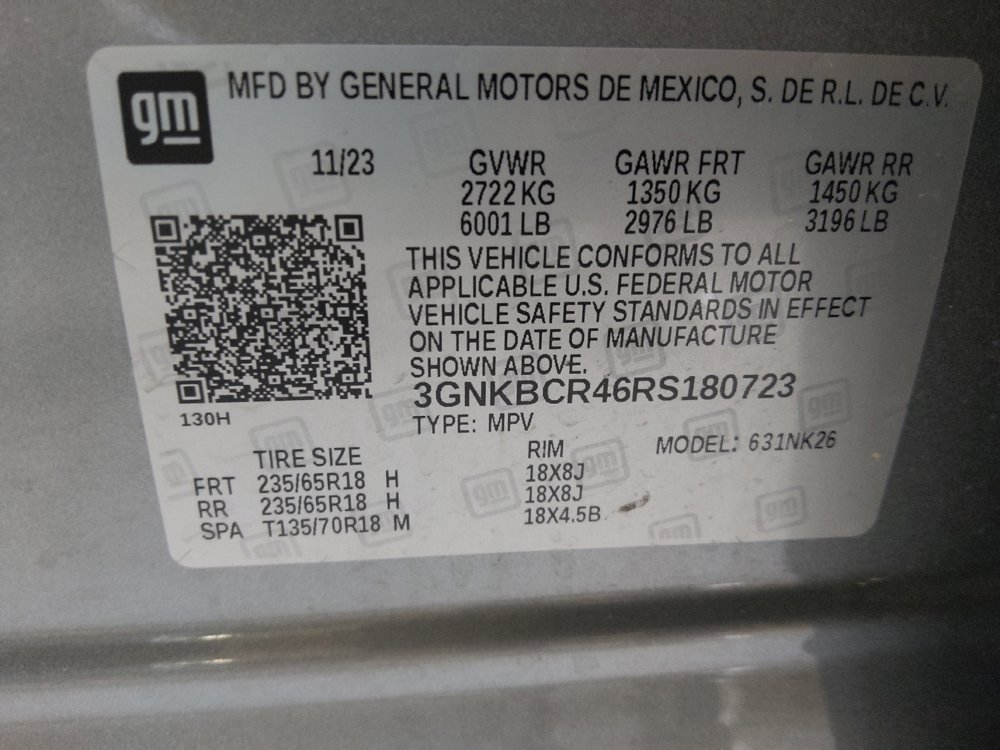 gm MFD BY GENERAL MOTORS DE MEXICO, S. DE R.L. DE C.V.
11/23 GVWR GAWR FRT GAWR RR
2722 KG 1350 KG 1450 KG
6001 LB 2976 LB 3196 LB
THIS VEHICLE CONFORMS TO ALL
APPLICABLE U.S. FEDERAL MOTOR
VEHICLE SAFETY STANDARDS IN EFFECT
ON THE DATE OF MANUFACTURE
SHOWN ABOVE.
3GNKBCR46RS180723
130H TYPE: MPV MODEL: 631NK26
TIRE SIZE RIM
FRT 235/65R18 H 18X8J
RR 235/65R18 H 18X8J
SPA T135/70R18 M 18X4.5B